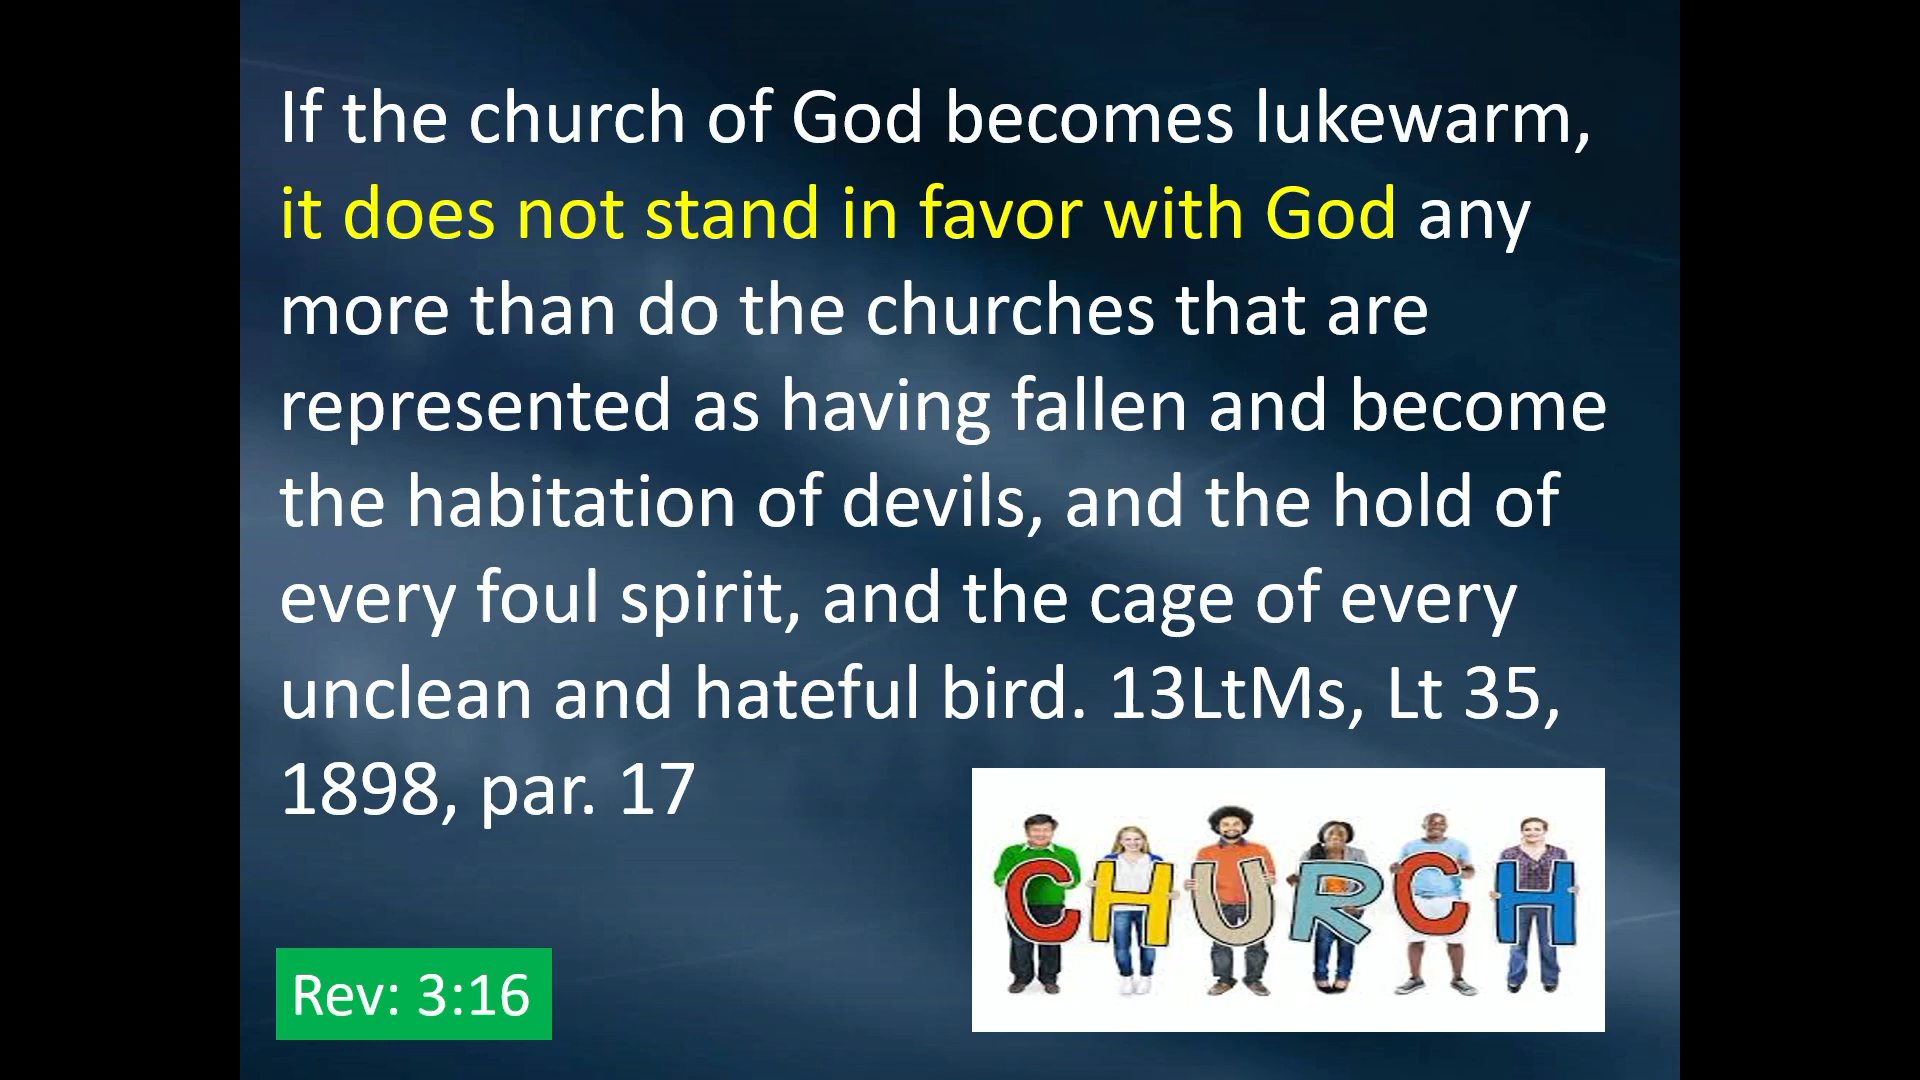 If the church of God becomes lukewarm,
it does not stand in favor with God any
more than do the churches that are
represented as having fallen and become
the habitation of devils, and the hold of
every foul spirit, and the cage of every
unclean and hateful bird. 13LtMs, Lt 35,
1898, par. 17
CHURCH
Rev: 3:16